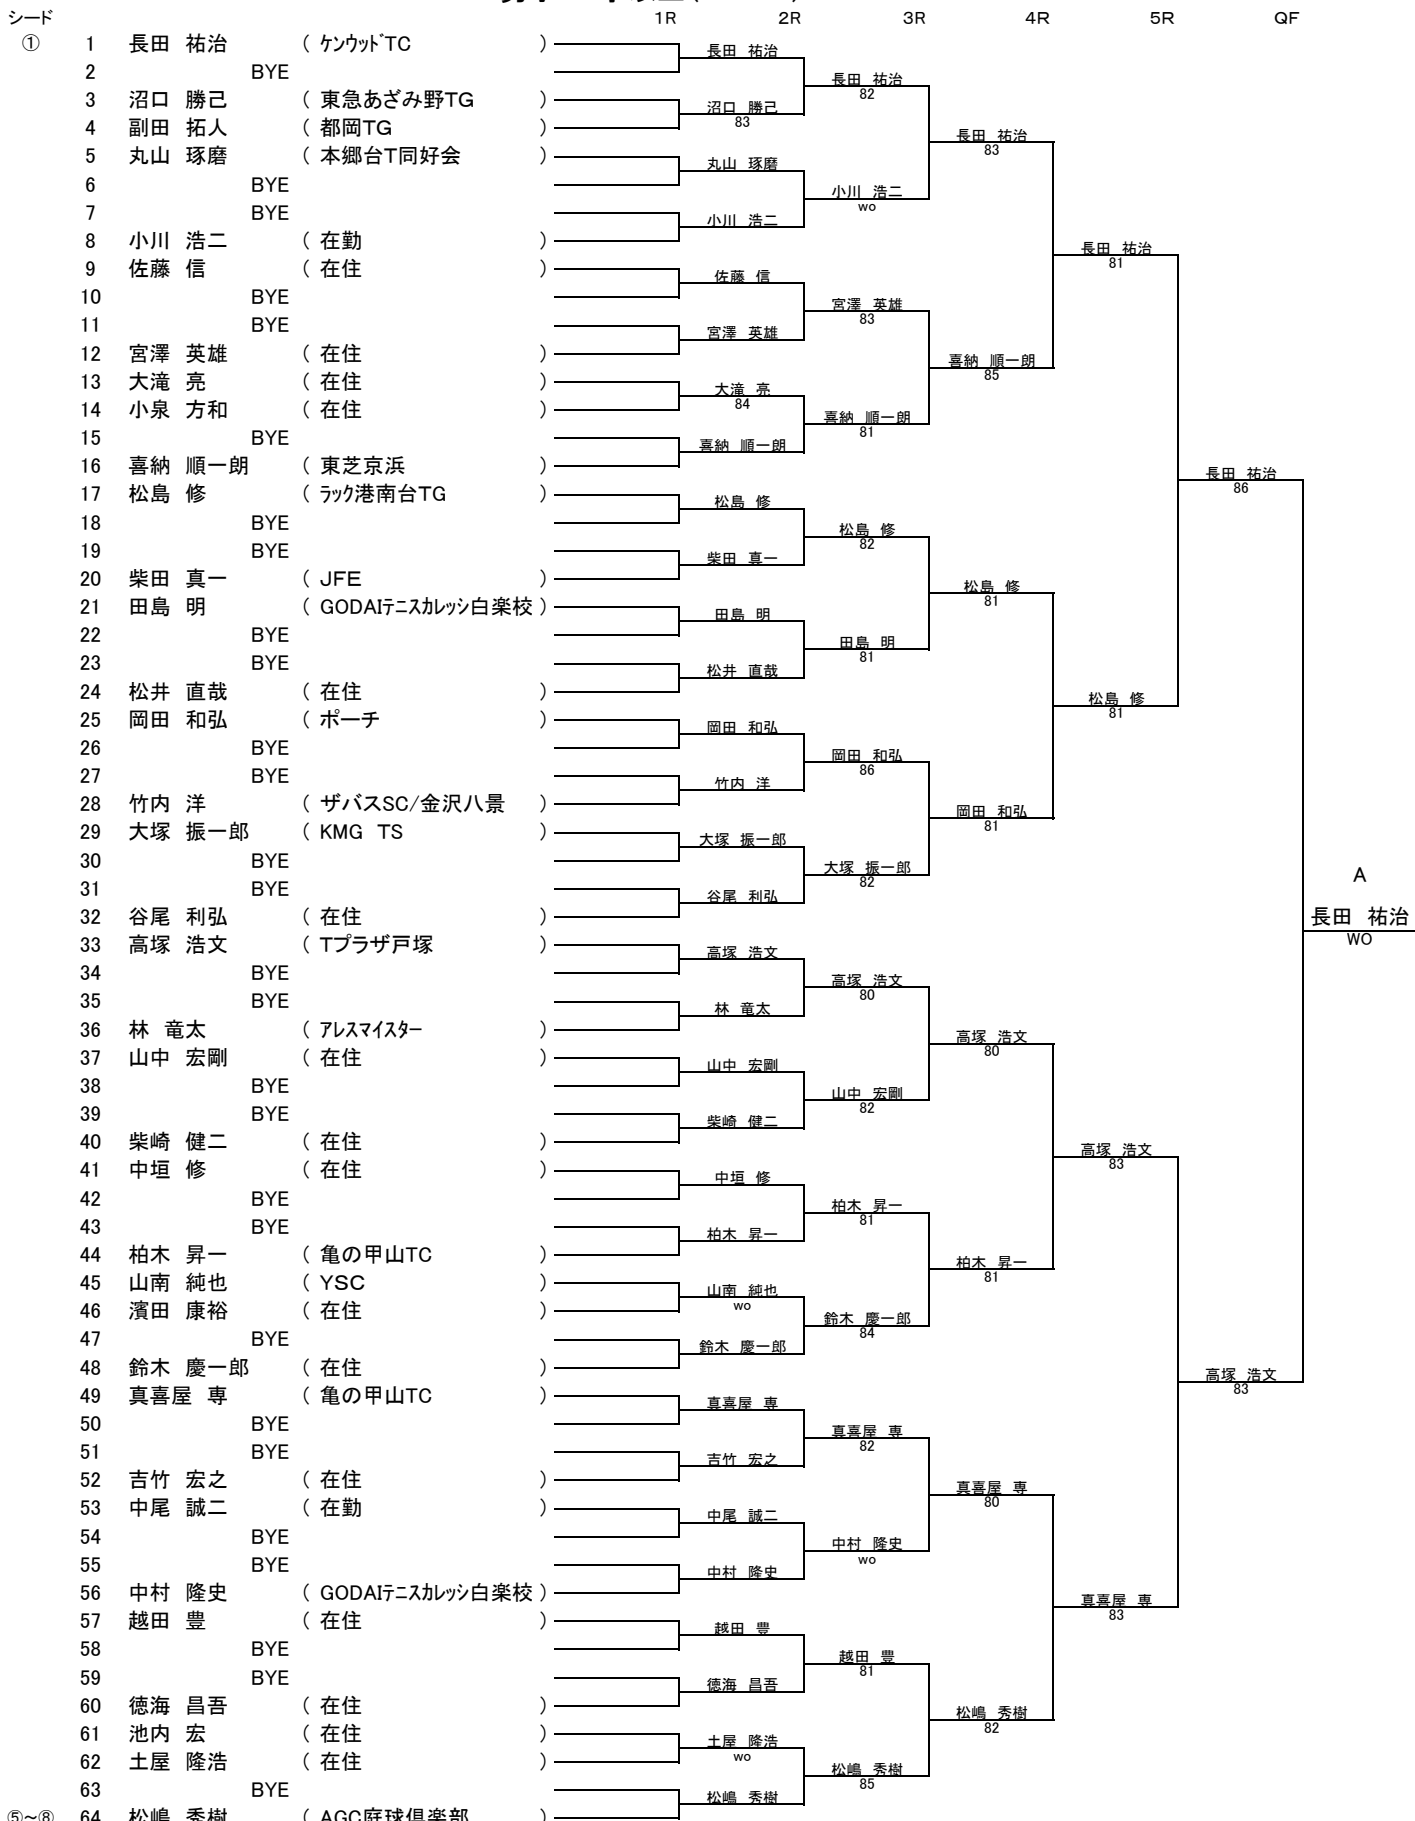 シード 1R 2R 3R 4R 5R QF
① 1 長田 祐治 ( ケンウッドTC )
長田 祐治
2 BYE
長田 祐治
82
3 沼口 勝己 ( 東急あざみ野TG )
沼口 勝己
83
4 副田 拓人 ( 都岡TG )
長田 祐治
83
5 丸山 琢磨 ( 本郷台T同好会 )
丸山 琢磨
6 BYE
小川 浩二
wo
7 BYE
小川 浩二
8 小川 浩二 ( 在勤 )
長田 祐治
81
9 佐藤 信 ( 在住 )
佐藤 信
10 BYE
宮澤 英雄
83
11 BYE
宮澤 英雄
12 宮澤 英雄 ( 在住 )
喜納 順一朗
85
13 大滝 亮 ( 在住 )
大滝 亮
84
14 小泉 方和 ( 在住 )
喜納 順一朗
81
15 BYE
喜納 順一朗
16 喜納 順一朗 ( 東芝京浜 )
長田 祐治
86
17 松島 修 ( ラック港南台TG )
松島 修
18 BYE
松島 修
82
19 BYE
柴田 真一
20 柴田 真一 ( JFE )
松島 修
81
21 田島 明 ( GODAIテニスカレッシ白楽校 )
田島 明
22 BYE
田島 明
81
23 BYE
松井 直哉
24 松井 直哉 ( 在住 )
松島 修
81
25 岡田 和弘 ( ポーチ )
岡田 和弘
26 BYE
岡田 和弘
86
27 BYE
竹内 洋
28 竹内 洋 ( ザバスSC/金沢八景 )
岡田 和弘
81
29 大塚 振一郎 ( KMG TS )
大塚 振一郎
30 BYE
大塚 振一郎
82
31 BYE
谷尾 利弘
32 谷尾 利弘 ( 在住 )
A
長田 祐治
WO
33 高塚 浩文 ( Tプラザ戸塚 )
高塚 浩文
34 BYE
高塚 浩文
80
35 BYE
林 竜太
36 林 竜太 ( アレスマイスター )
高塚 浩文
80
37 山中 宏剛 ( 在住 )
山中 宏剛
38 BYE
山中 宏剛
82
39 BYE
柴崎 健二
40 柴崎 健二 ( 在住 )
高塚 浩文
83
41 中垣 修 ( 在住 )
中垣 修
42 BYE
柏木 昇一
81
43 BYE
柏木 昇一
44 柏木 昇一 ( 亀の甲山TC )
柏木 昇一
81
45 山南 純也 ( YSC )
山南 純也
wo
46 濱田 康裕 ( 在住 )
鈴木 慶一郎
84
47 BYE
鈴木 慶一郎
48 鈴木 慶一郎 ( 在住 )
高塚 浩文
83
49 真喜屋 専 ( 亀の甲山TC )
真喜屋 専
50 BYE
真喜屋 専
82
51 BYE
吉竹 宏之
52 吉竹 宏之 ( 在住 )
真喜屋 専
80
53 中尾 誠二 ( 在勤 )
中尾 誠二
54 BYE
中村 隆史
wo
55 BYE
中村 隆史
56 中村 隆史 ( GODAIテニスカレッシ白楽校 )
真喜屋 専
83
57 越田 豊 ( 在住 )
越田 豊
58 BYE
越田 豊
81
59 BYE
徳海 昌吾
60 徳海 昌吾 ( 在住 )
松嶋 秀樹
82
61 池内 宏 ( 在住 )
土屋 隆浩
wo
62 土屋 隆浩 ( 在住 )
松嶋 秀樹
85
63 BYE
松嶋 秀樹
⑤~⑧ 64 松嶋 秀樹 ( AGC庭球倶楽部 )